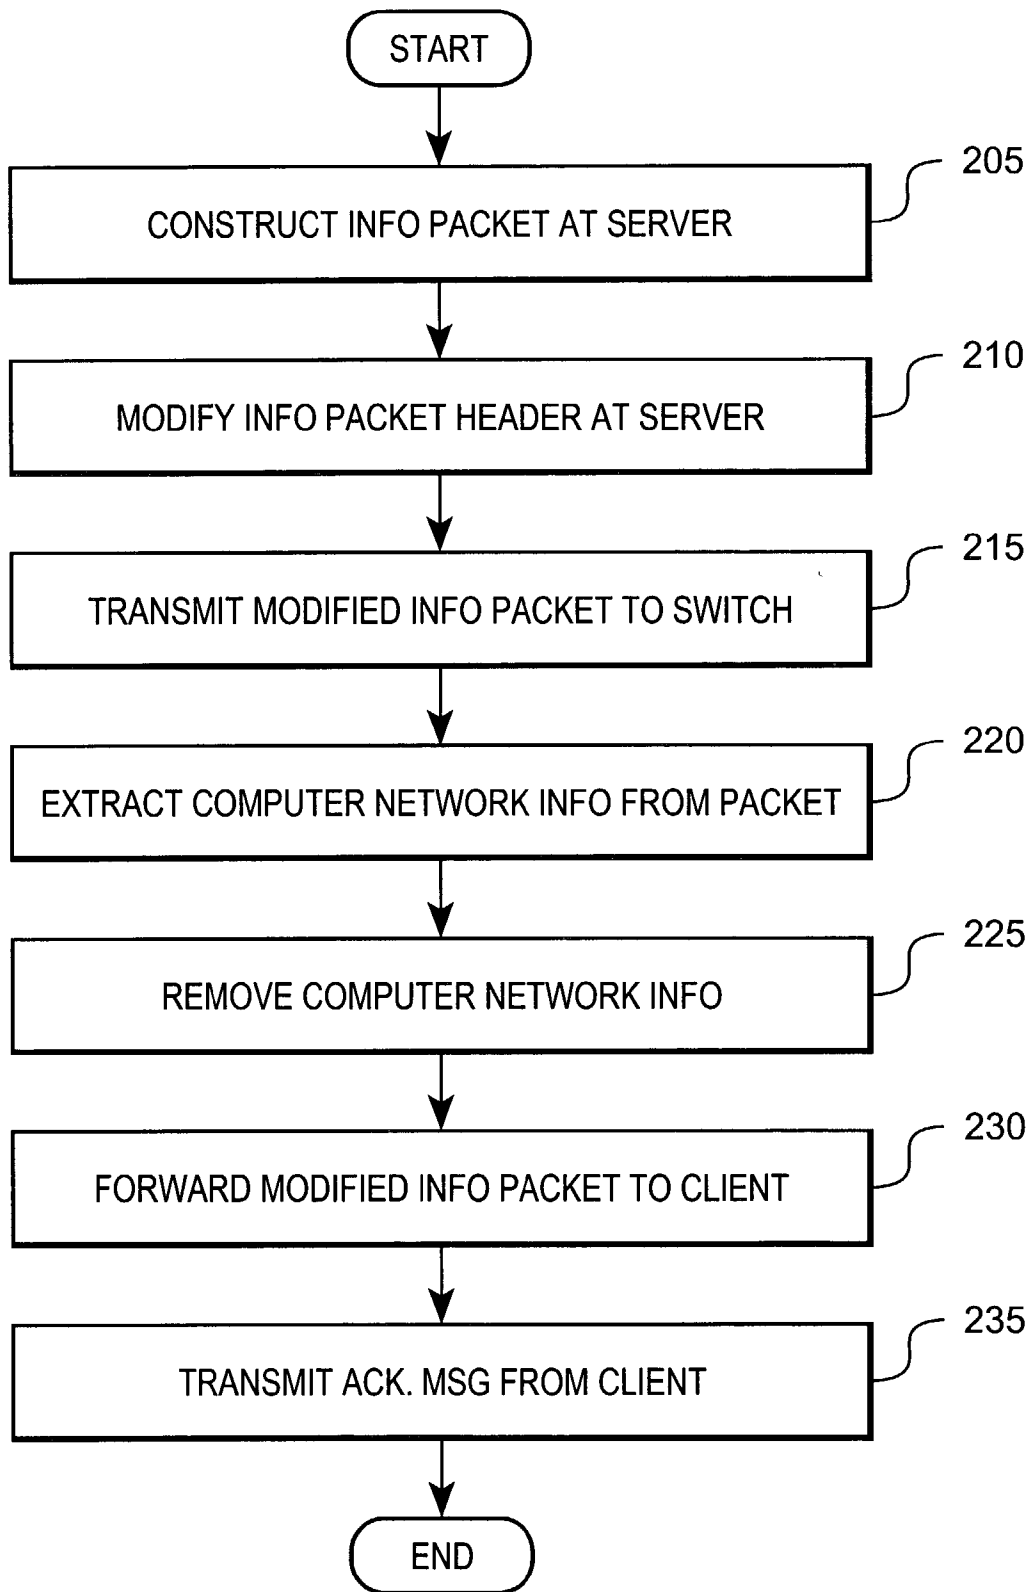 START
205
CONSTRUCT INFO PACKET AT SERVER
210
MODIFY INFO PACKET HEADER AT SERVER
215
TRANSMIT MODIFIED INFO PACKET TO SWITCH
220
EXTRACT COMPUTER NETWORK INFO FROM PACKET
225
REMOVE COMPUTER NETWORK INFO
230
FORWARD MODIFIED INFO PACKET TO CLIENT
235
TRANSMIT ACK. MSG FROM CLIENT
END